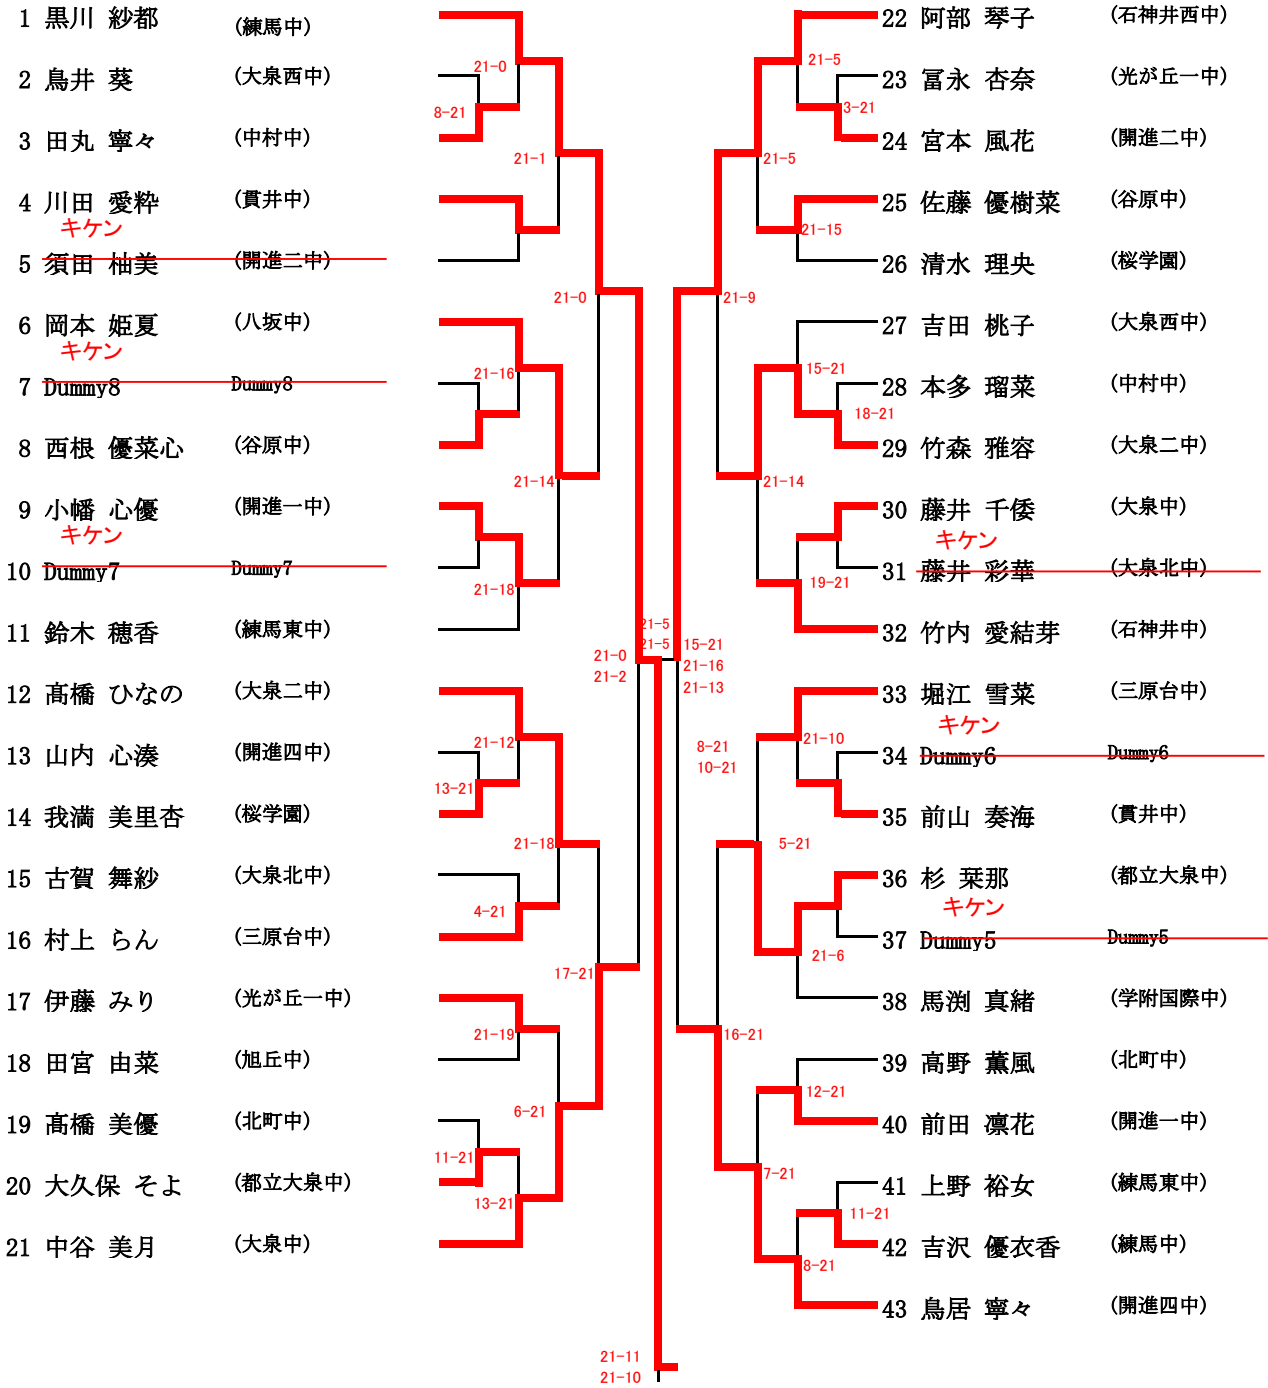 1 黒川 紗都 (練馬中)
2 鳥井 葵 (大泉西中)
3 田丸 寧々 (中村中)
4 川田 愛粋 (貫井中)
キケン
5 須田 柚美 (開進二中)
6 岡本 姫夏 (八坂中)
キケン
7 Dummy8 Dummy8
8 西根 優菜心 (谷原中)
9 小幡 心優 (開進一中)
キケン
10 Dummy7 Dummy7
11 鈴木 穂香 (練馬東中)
12 髙橋 ひなの (大泉二中)
13 山内 心湊 (開進四中)
14 我満 美里杏 (桜学園)
15 古賀 舞紗 (大泉北中)
16 村上 らん (三原台中)
17 伊藤 みり (光が丘一中)
18 田宮 由菜 (旭丘中)
19 髙橋 美優 (北町中)
20 大久保 そよ (都立大泉中)
21 中谷 美月 (大泉中)
21-0
8-21
21-1
21-0
21-16
21-14
21-18
21-0
21-2
21-12
13-21
21-18
4-21
17-21
21-19
6-21
11-21
13-21
21-5
21-5
21-11
21-10
15-21
21-16
21-13
22 阿部 琴子 (石神井西中)
23 冨永 杏奈 (光が丘一中)
24 宮本 風花 (開進二中)
25 佐藤 優樹菜 (谷原中)
26 清水 理央 (桜学園)
27 吉田 桃子 (大泉西中)
28 本多 瑠菜 (中村中)
29 竹森 雅容 (大泉二中)
30 藤井 千倭 (大泉中)
キケン
31 藤井 彩華 (大泉北中)
32 竹内 愛結芽 (石神井中)
33 堀江 雪菜 (三原台中)
キケン
34 Dummy6 Dummy6
35 前山 奏海 (貫井中)
36 杉 栞那 (都立大泉中)
キケン
37 Dummy5 Dummy5
38 馬渕 真緒 (学附国際中)
39 高野 薫風 (北町中)
40 前田 凛花 (開進一中)
41 上野 裕女 (練馬東中)
42 吉沢 優衣香 (練馬中)
43 鳥居 寧々 (開進四中)
21-5
3-21
21-5
21-15
21-9
15-21
18-21
21-14
19-21
8-21
10-21
21-10
5-21
21-6
16-21
12-21
7-21
11-21
8-21